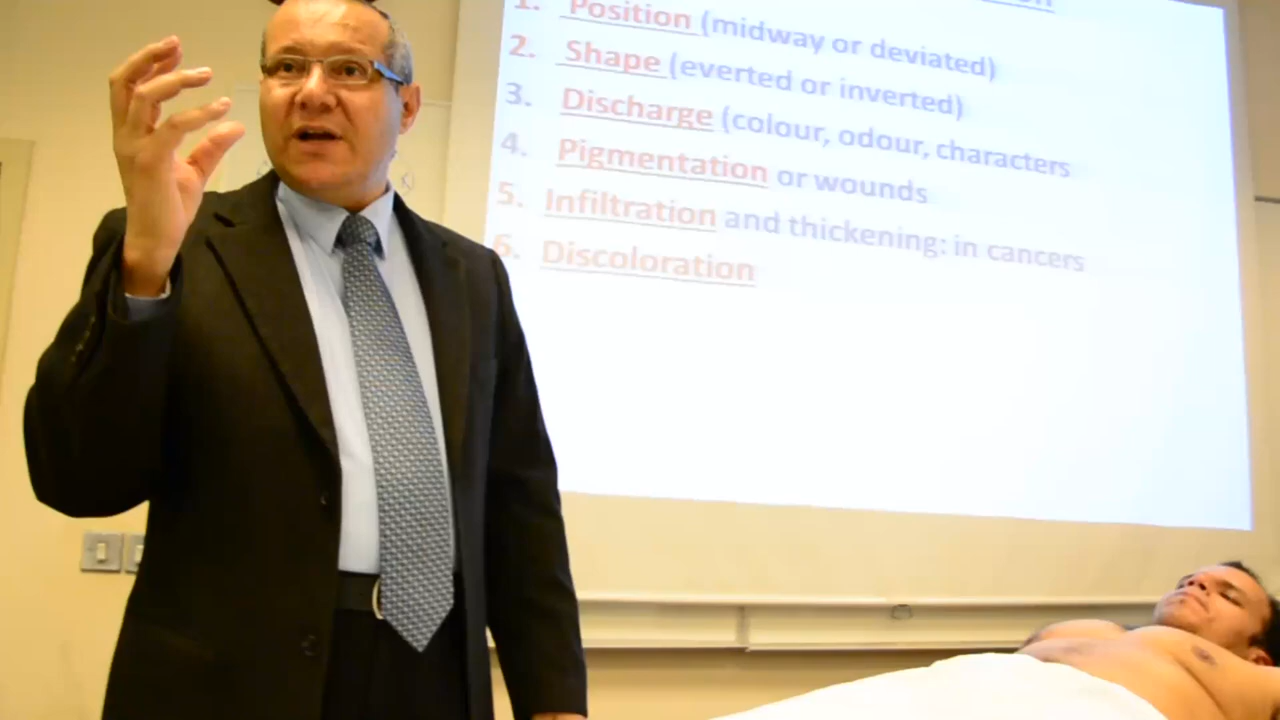 1. Position (midway or deviated)
2. Shape (everted or inverted)
3. Discharge (colour, odour, characters
4. Pigmentation or wounds
5. Infiltration and thickening: in cancers
6. Discoloration